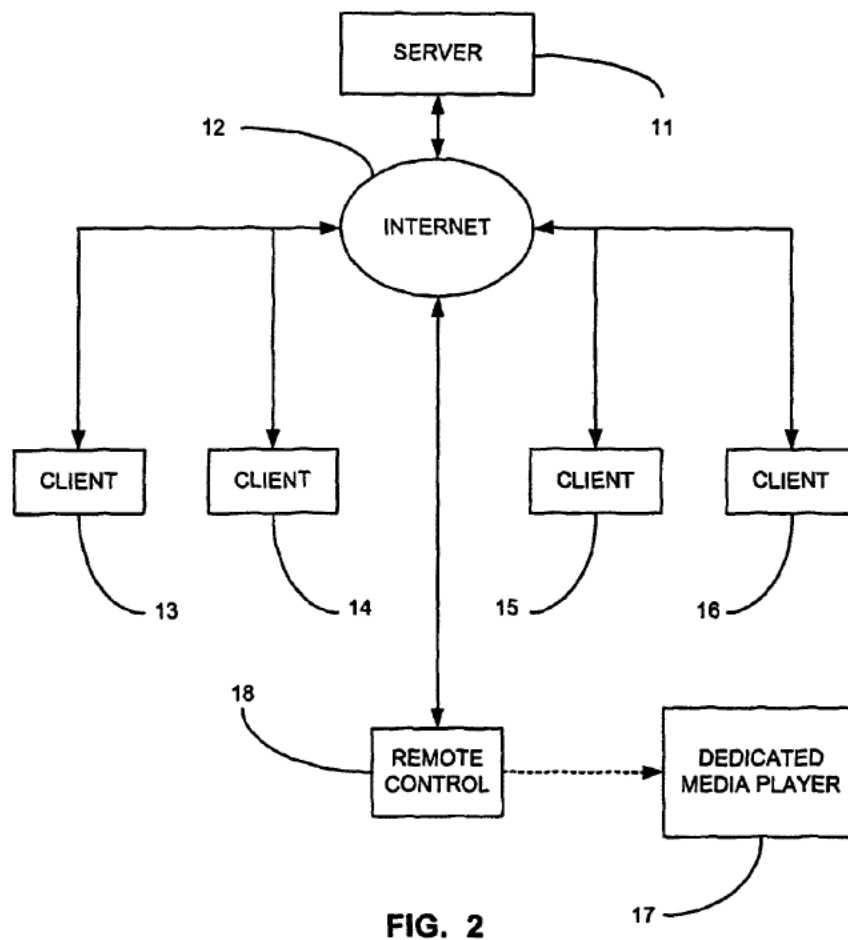 SERVER
12
11
INTERNET
CLIENT
CLIENT
CLIENT
CLIENT
13
14
15
16
18
REMOTE
CONTROL
DEDICATED
MEDIA PLAYER
17
FIG. 2